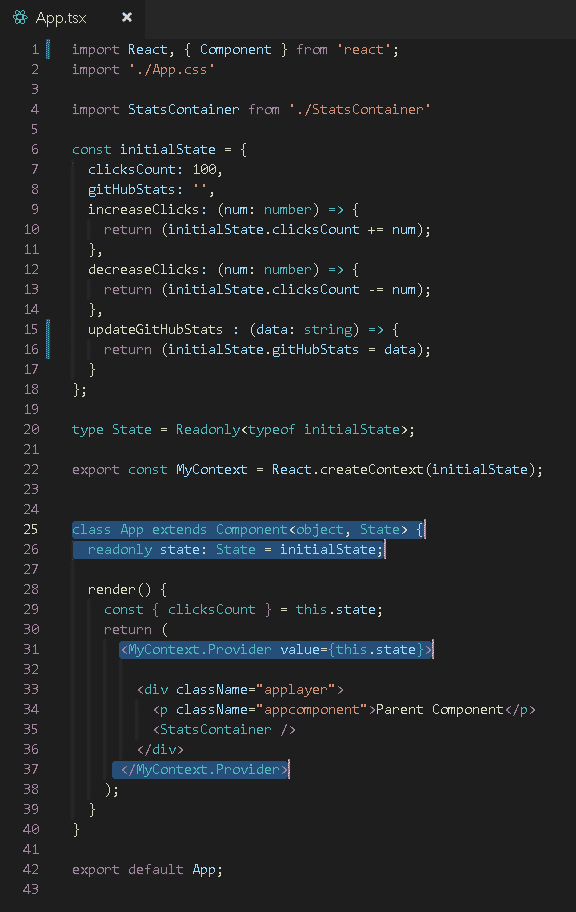 App.tsx ×
1 import React, { Component } from 'react';
2 import './App.css'
3
4 import StatsContainer from './StatsContainer'
5
6 const initialState = {
7   clicksCount: 100,
8   gitHubStats: '',
9   increaseClicks: (num: number) => {
10     return (initialState.clicksCount += num);
11   },
12   decreaseClicks: (num: number) => {
13     return (initialState.clicksCount -= num);
14   },
15   updateGitHubStats : (data: string) => {
16     return (initialState.gitHubStats = data);
17   }
18 };
19
20 type State = Readonly<typeof initialState>;
21
22 export const MyContext = React.createContext(initialState);
23
24
25 class App extends Component<object, State> {
26   readonly state: State = initialState;
27
28   render() {
29     const { clicksCount } = this.state;
30     return (
31       <MyContext.Provider value={this.state}>
32
33         <div className="applayer">
34           <p className="appcomponent">Parent Component</p>
35           <StatsContainer />
36         </div>
37       </MyContext.Provider>
38     );
39   }
40 }
41
42 export default App;
43